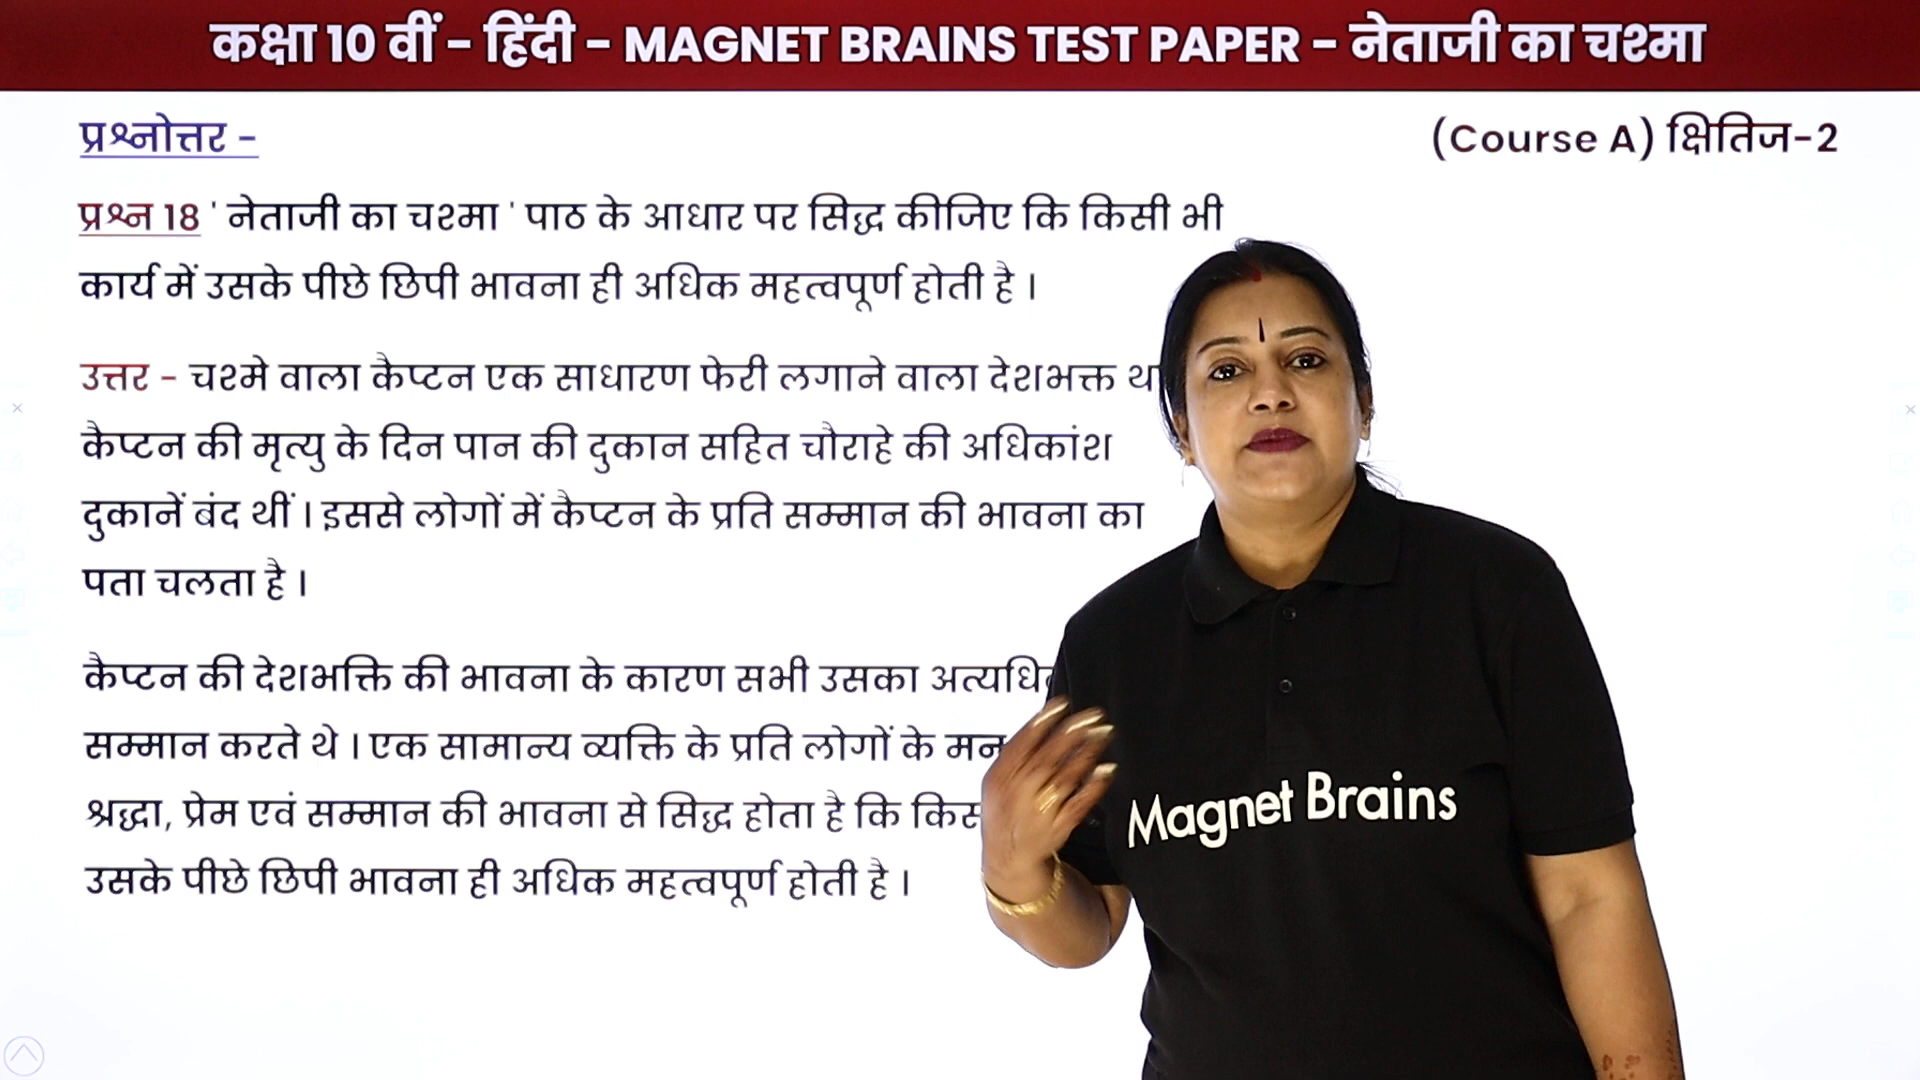 कक्षा 10 वीं - हिंदी - MAGNET BRAINS TEST PAPER - नेताजी का चश्मा
प्रश्नोत्तर -
(Course A) क्षितिज-2
प्रश्न 18 ' नेताजी का चश्मा ' पाठ के आधार पर सिद्ध कीजिए कि किसी भी
कार्य में उसके पीछे छिपी भावना ही अधिक महत्वपूर्ण होती है ।
उत्तर - चश्मे वाला कैप्टन एक साधारण फेरी लगाने वाला देशभक्त था
कैप्टन की मृत्यु के दिन पान की दुकान सहित चौराहे की अधिकांश
दुकानें बंद थीं । इससे लोगों में कैप्टन के प्रति सम्मान की भावना का
पता चलता है ।
कैप्टन की देशभक्ति की भावना के कारण सभी उसका
सम्मान करते थे । एक सामान्य व्यक्ति के प्रति लोगों के मन
श्रद्धा, प्रेम एवं सम्मान की भावना से सिद्ध होता है कि
उसके पीछे छिपी भावना ही अधिक महत्वपूर्ण होती है ।
Magnet Brains